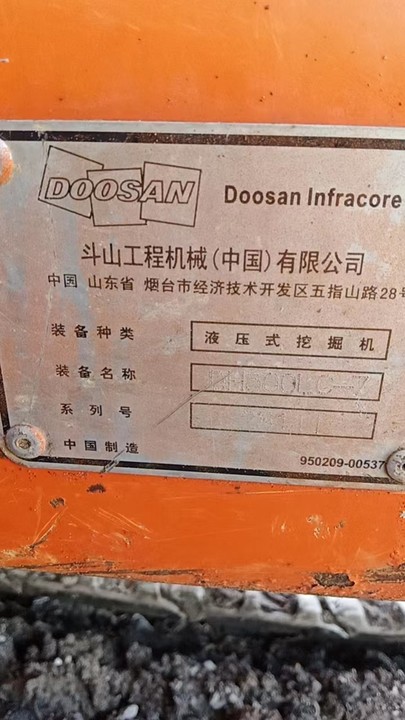 DOOSAN
Doosan Infracore
斗山工程机械(中国)有限公司
中国 山东省 烟台市经济技术开发区五指山路28号
装备种类
液压式挖掘机
装备名称
系列号
中国制造
950209-00537